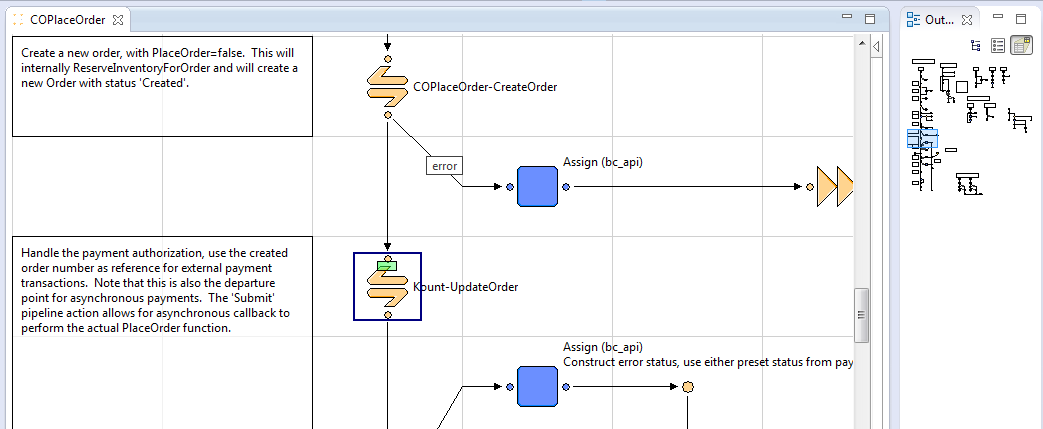 COPlaceOrder
Out...
Create a new order, with PlaceOrder=false. This will
internally ReserveInventoryForOrder and will create a
new Order with status 'Created'.
COPlaceOrder-CreateOrder
error
Assign (bc_api)
Handle the payment authorization, use the created
order number as reference for external payment
transactions. Note that this is also the departure
point for asynchronous payments. The 'Submit'
pipeline action allows for asynchronous callback to
perform the actual PlaceOrder function.
Kount-UpdateOrder
Assign (bc_api)
Construct error status, use either preset status from pay